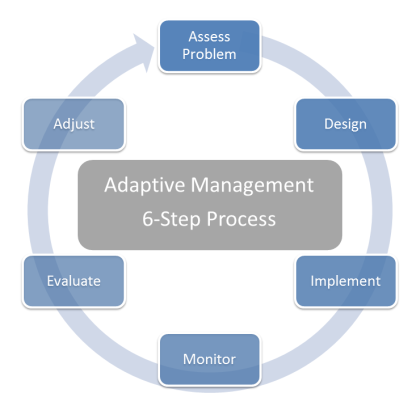 Assess
Problem
Design
Implement
Monitor
Evaluate
Adjust
Adaptive Management
6-Step Process